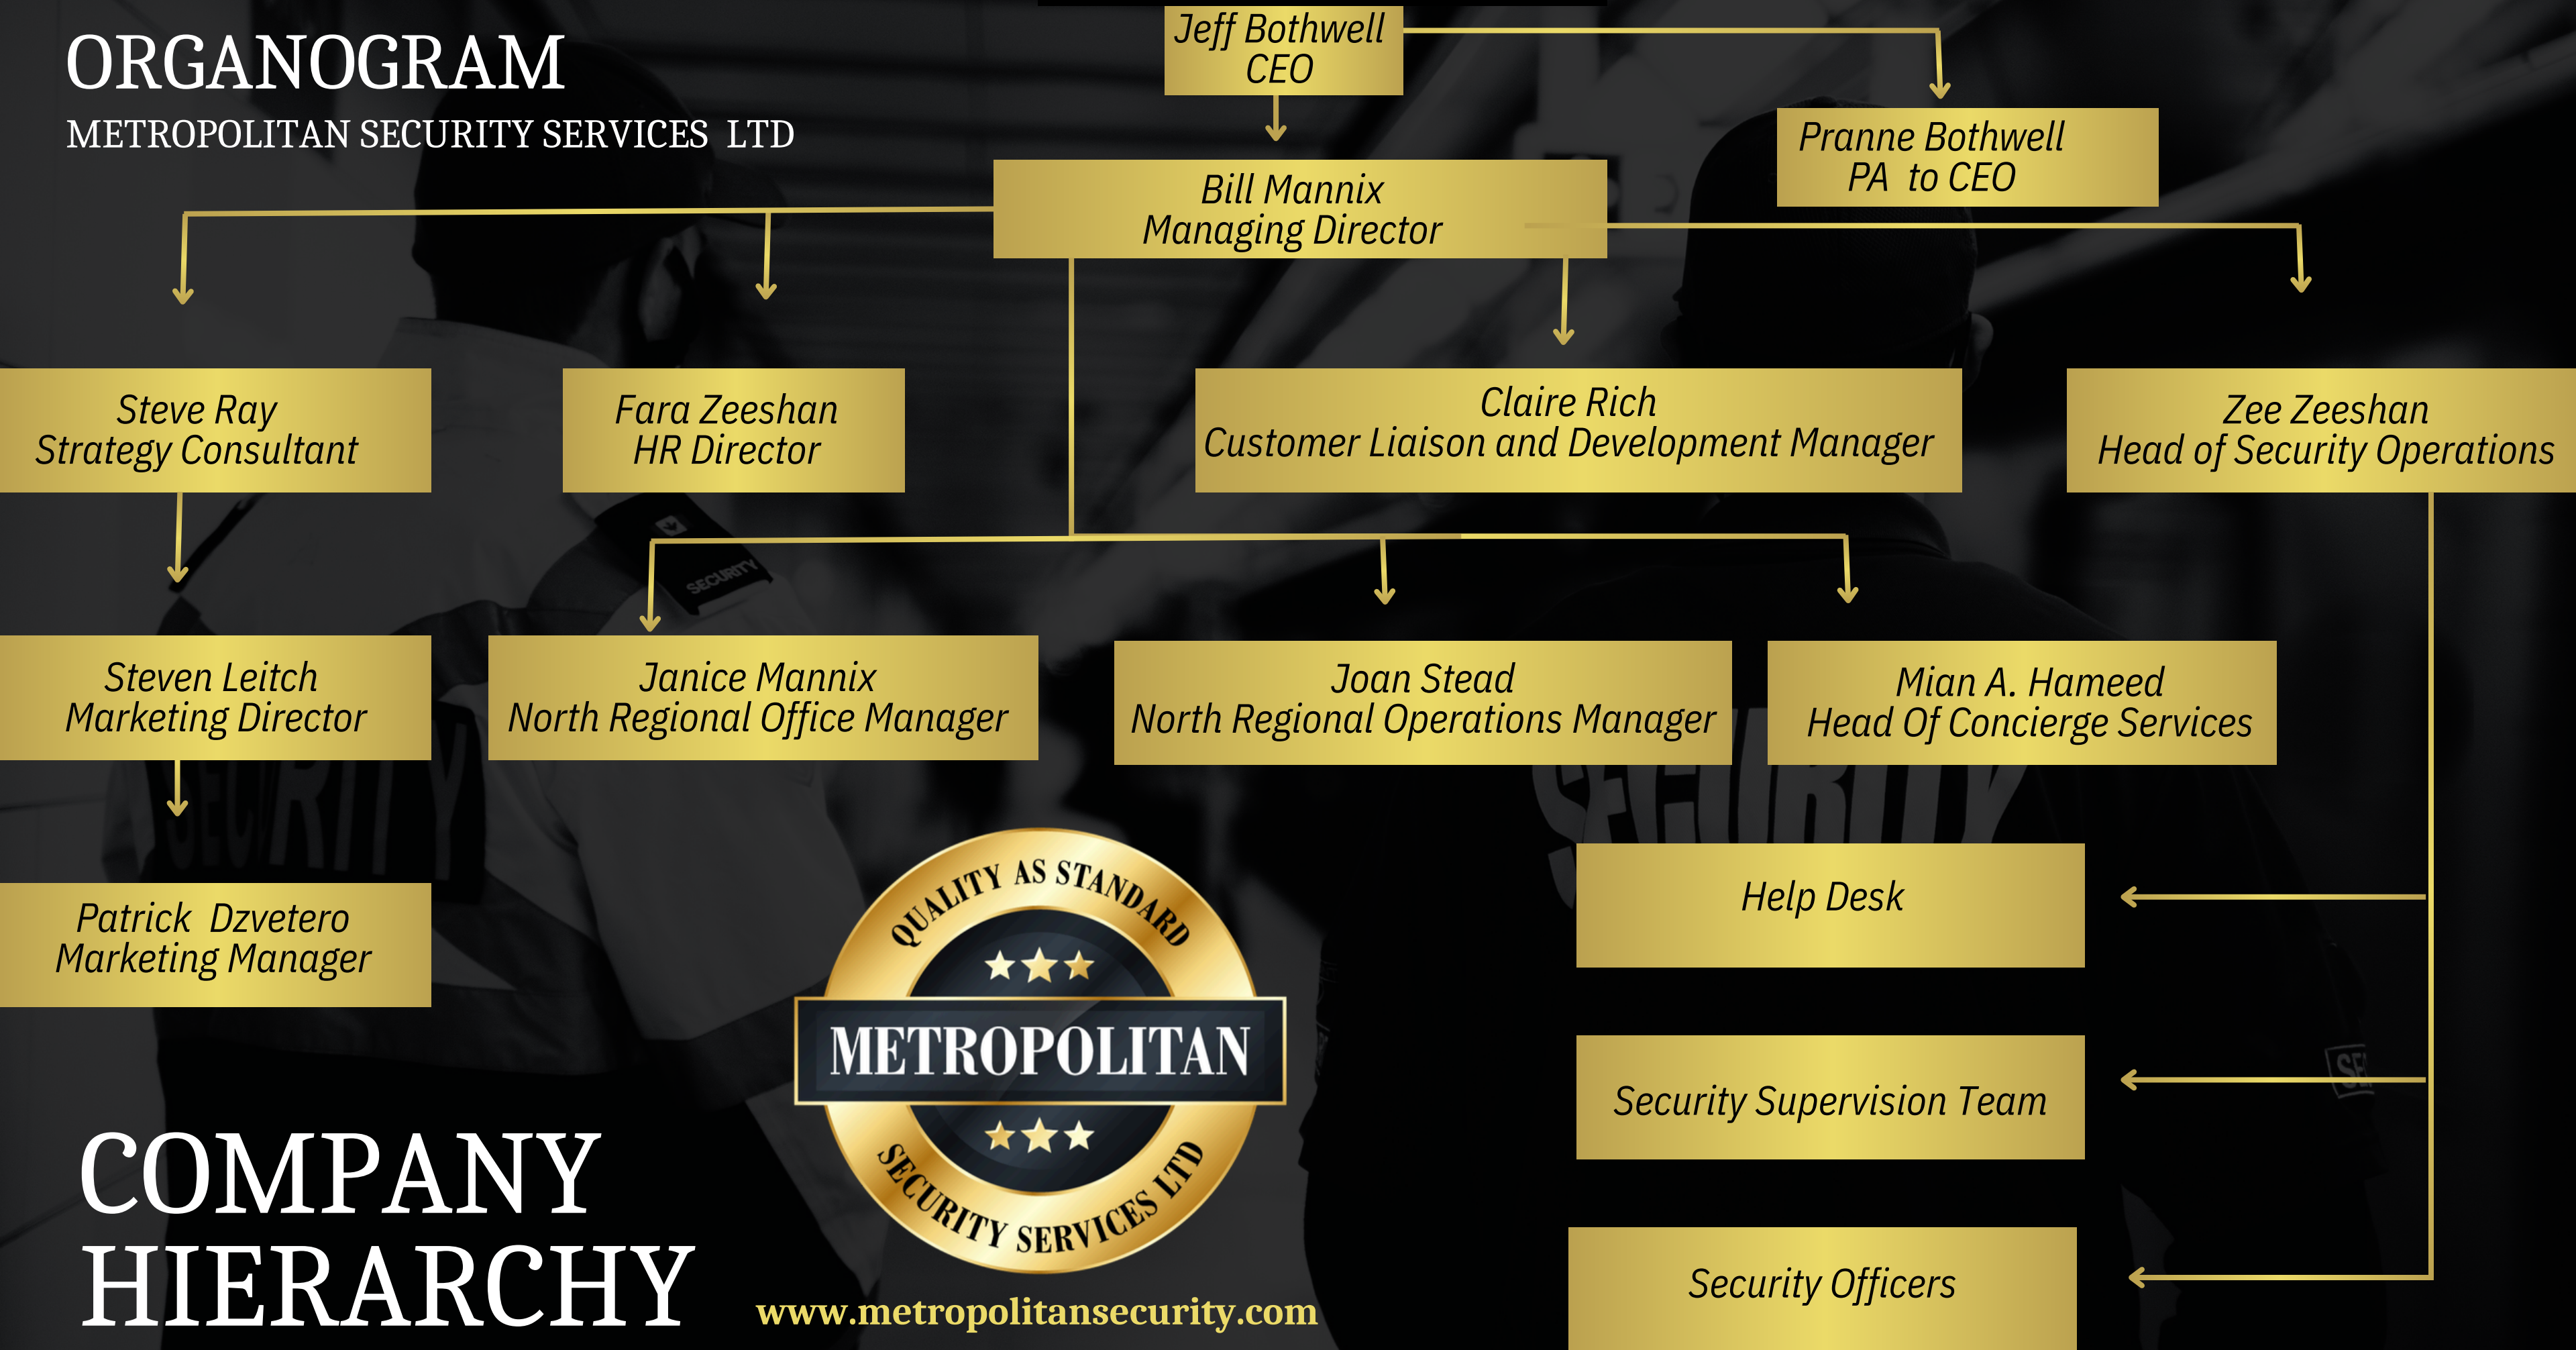 ORGANOGRAM
METROPOLITAN SECURITY SERVICES  LTD
Jeff Bothwell
CEO
Pranne Bothwell
PA  to CEO
Bill Mannix
Managing Director
Steve Ray
Strategy Consultant
Fara Zeeshan
HR Director
Claire Rich
Customer Liaison and Development Manager
Zee Zeeshan
Head of Security Operations
SECURITY
Steven Leitch
Marketing Director
Janice Mannix
North Regional Office Manager
Joan Stead
North Regional Operations Manager
Mian A. Hameed
Head Of Concierge Services
SECURITY
SECURITY
Patrick  Dzvetero
Marketing Manager
Help Desk
Security Supervision Team
Security Officers
QUALITY AS STANDARD
METROPOLITAN
SECURITY SERVICES LTD
COMPANY
HIERARCHY
www.metropolitansecurity.com